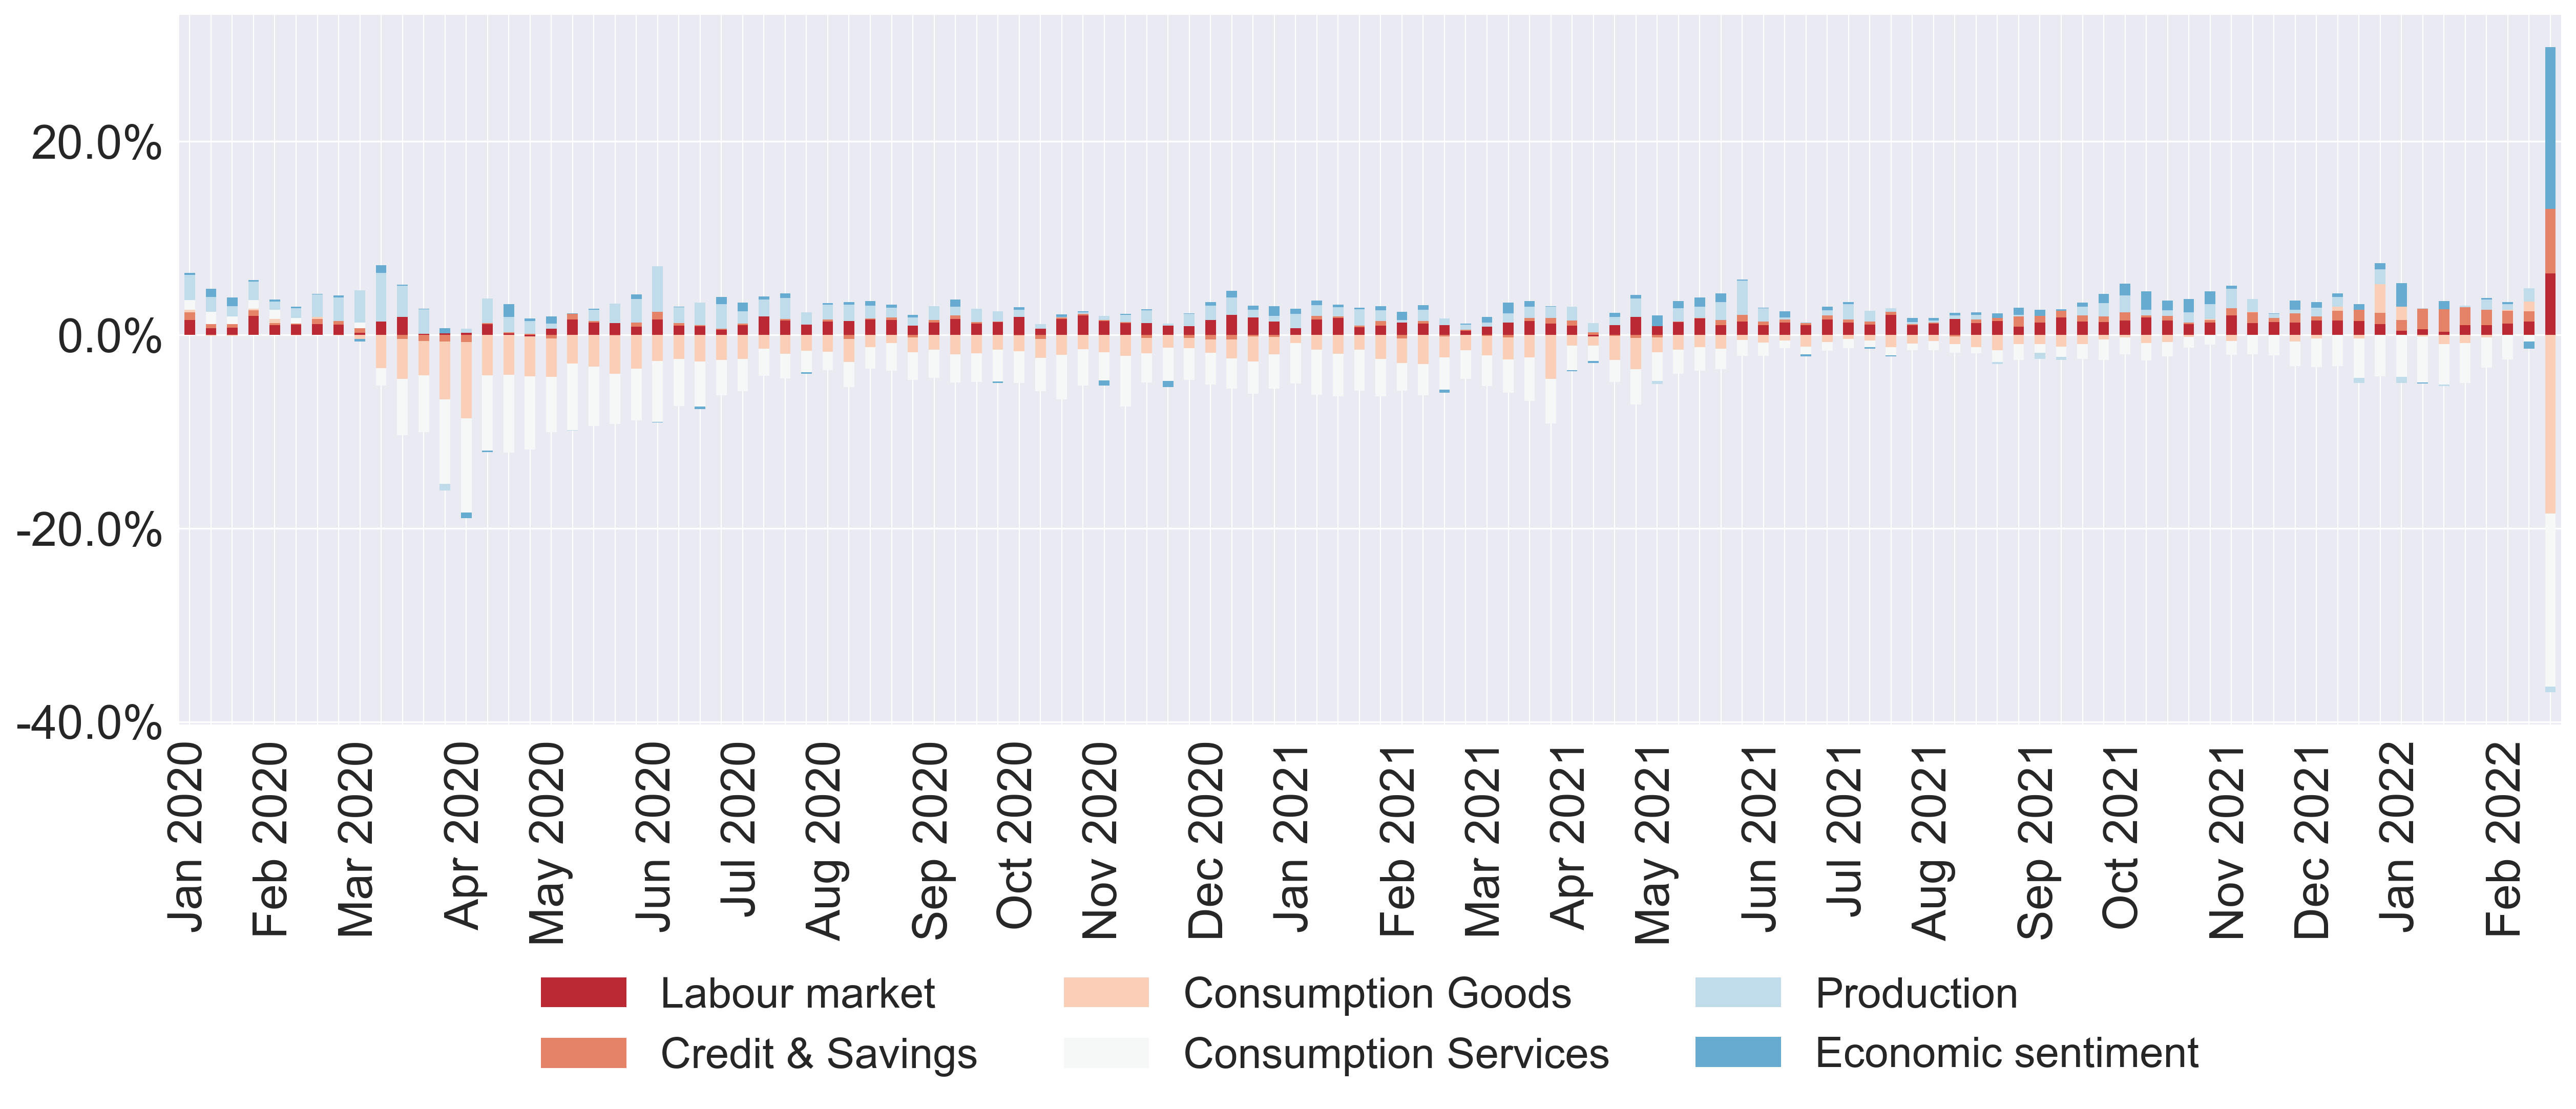 20.0%
0.0%
-20.0%
-40.0%
Jan 2020
Feb 2020
Mar 2020
Apr 2020
May 2020
Jun 2020
Jul 2020
Aug 2020
Sep 2020
Oct 2020
Nov 2020
Dec 2020
Jan 2021
Feb 2021
Mar 2021
Apr 2021
May 2021
Jun 2021
Jul 2021
Aug 2021
Sep 2021
Oct 2021
Nov 2021
Dec 2021
Jan 2022
Feb 2022
Labour market
Consumption Goods
Production
Credit & Savings
Consumption Services
Economic sentiment